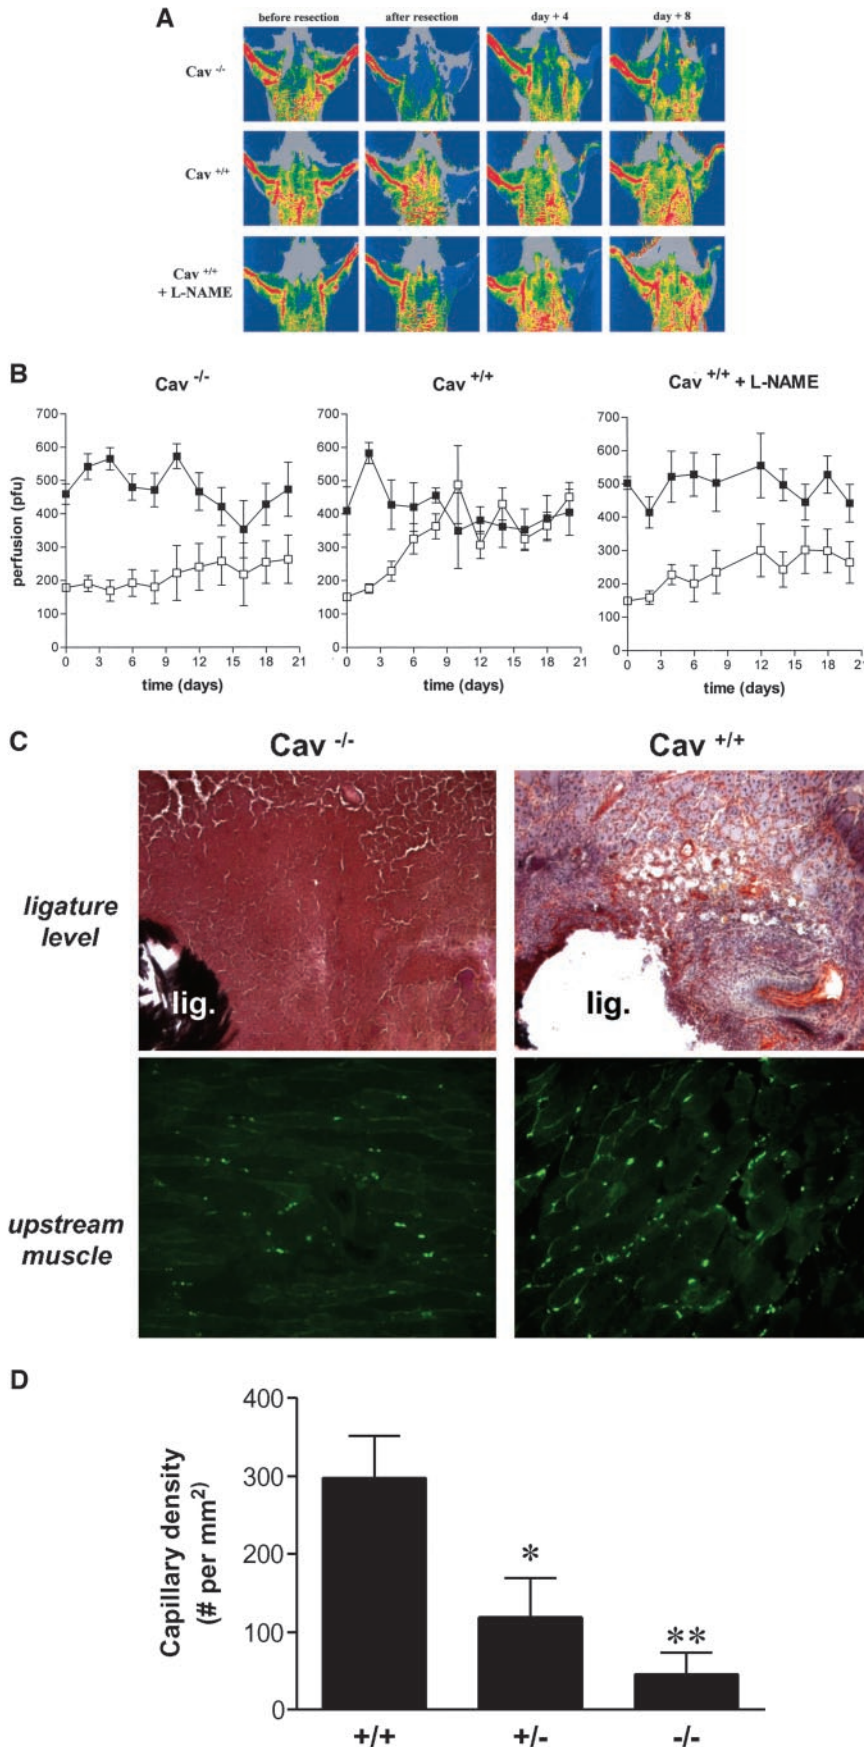 A
before resection after resection day + 4 day + 8
Cav -/-
Cav +/+
Cav +/+
+ L-NAME
B
Cav -/- Cav +/+ Cav +/+ + L-NAME
perfusion (pfu)
700 700 700
600 600 600
500 500 500
400 400 400
300 300 300
200 200 200
100 100 100
0 0 0
0 3 6 9 12 15 18 21 0 3 6 9 12 15 18 21 0 3 6 9 12 15 18 21
time (days) time (days) time (days)
C
Cav -/- Cav +/+
ligature
level
lig. lig.
upstream
muscle
D
Capillary density
(# per mm2)
400
300
200
100
0
*
**
+/+ +/- -/-